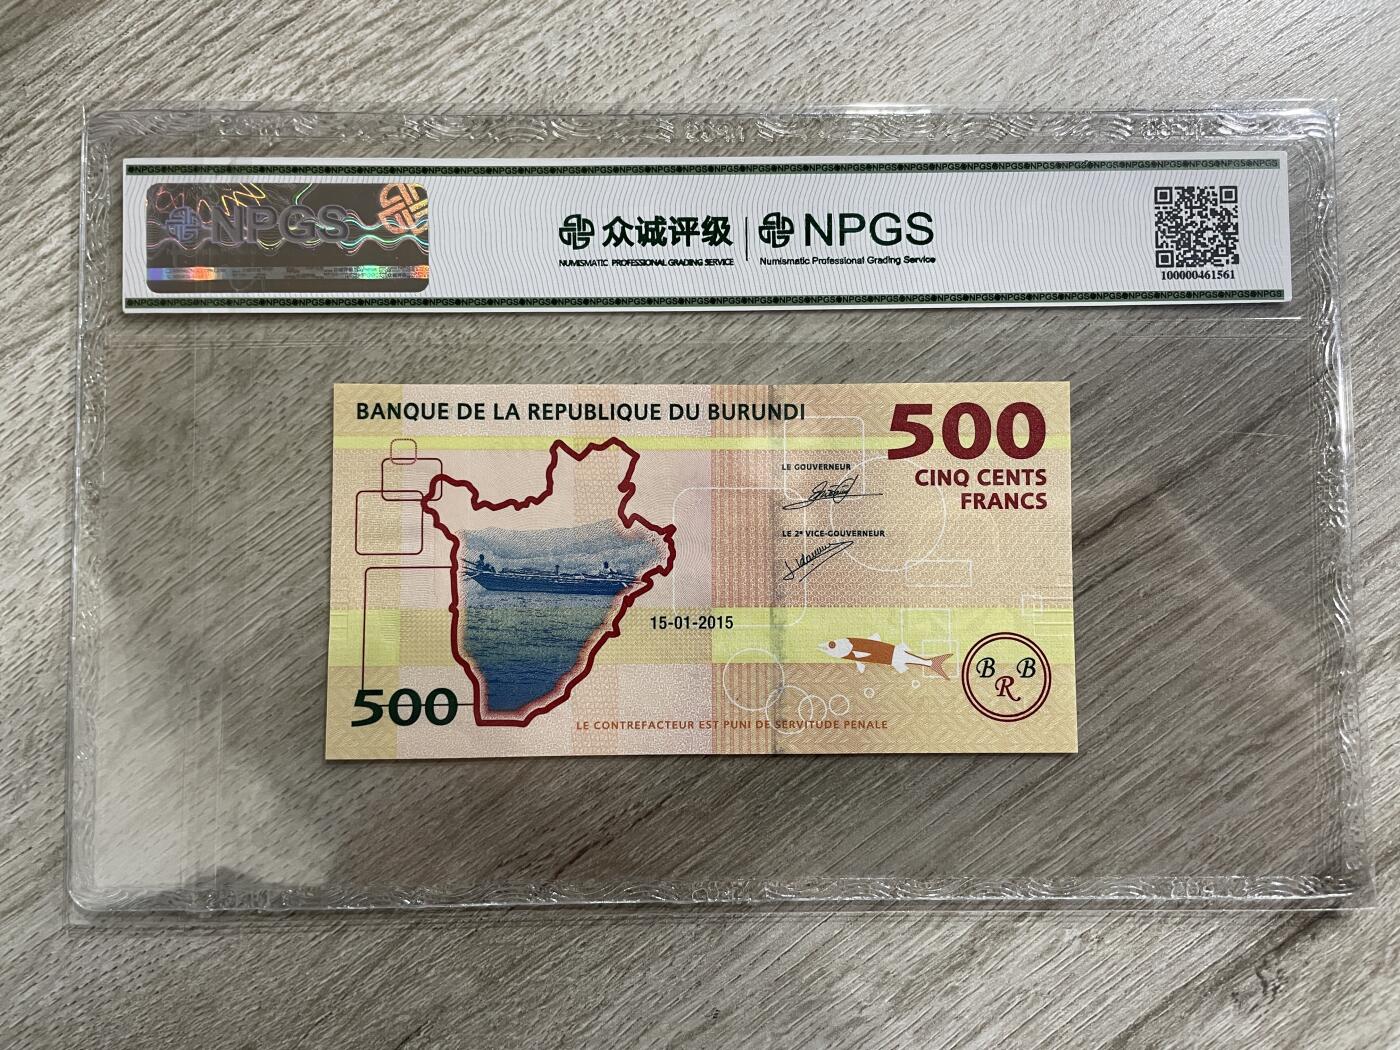 NPGS
众诚评级
NUMISMATIC PROFESSIONAL GRADING SERVICE
NPGS
Numismatic Professional Grading Service
100000461561
BANQUE DE LA REPUBLIQUE DU BURUNDI
500
CINQ CENTS
FRANCS
LE GOUVERNEUR
LE 2e VICE-GOUVERNEUR
15-01-2015
B R B
500
LE CONTREFACTEUR EST PUNI DE SERVITUDE PENALE